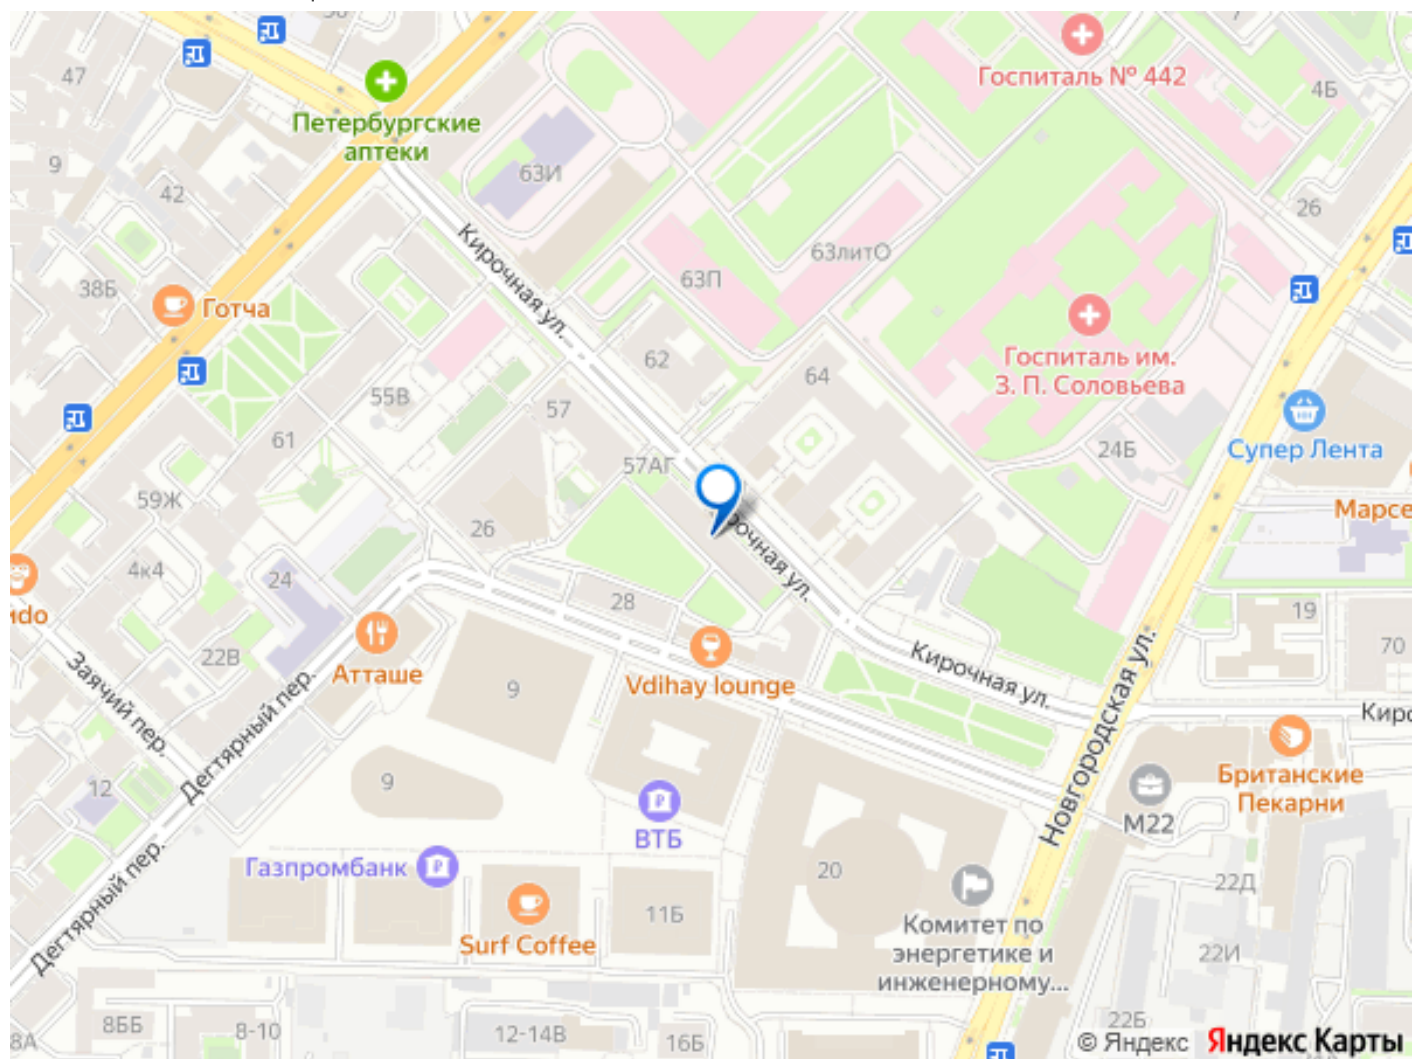 47
Петербургские
аптеки
9
42
63И
38Б
Готча
Кирочная ул.
Госпиталь № 442
4Б
26
63П
63литО
Госпиталь им.
З. П. Соловьева
62
64
55В
57
61
57АГ
24Б
Супер Лента
59Ж
26
Марсе
4к4
24
28
19
22В
Атташе
Vdihay lounge
Кирочная ул.
70
Заячий пер.
9
Новгородская ул.
Дегтярный пер.
12
9
ВТБ
М22
Британские
Пекарни
Газпромбанк
20
22Д
Surf Coffee
11Б
Комитет по
энергетике и
инженерному...
22И
Дегтярный пер.
8А
8ББ
8-10
12-14В
16Б
22Б
© Яндекс Яндекс Карты